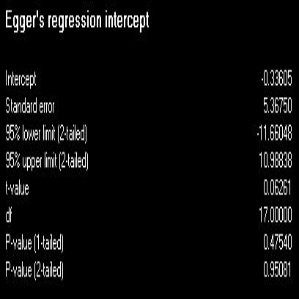 Egger's regression intercept
Intercept -0.33605
Standard error 5.36750
95% lower limit (2-tailed) -11.66048
95% upper limit (2-tailed) 10.98838
t-value 0.06261
df 17.00000
P-value (1-tailed) 0.47540
P-value (2-tailed) 0.95081